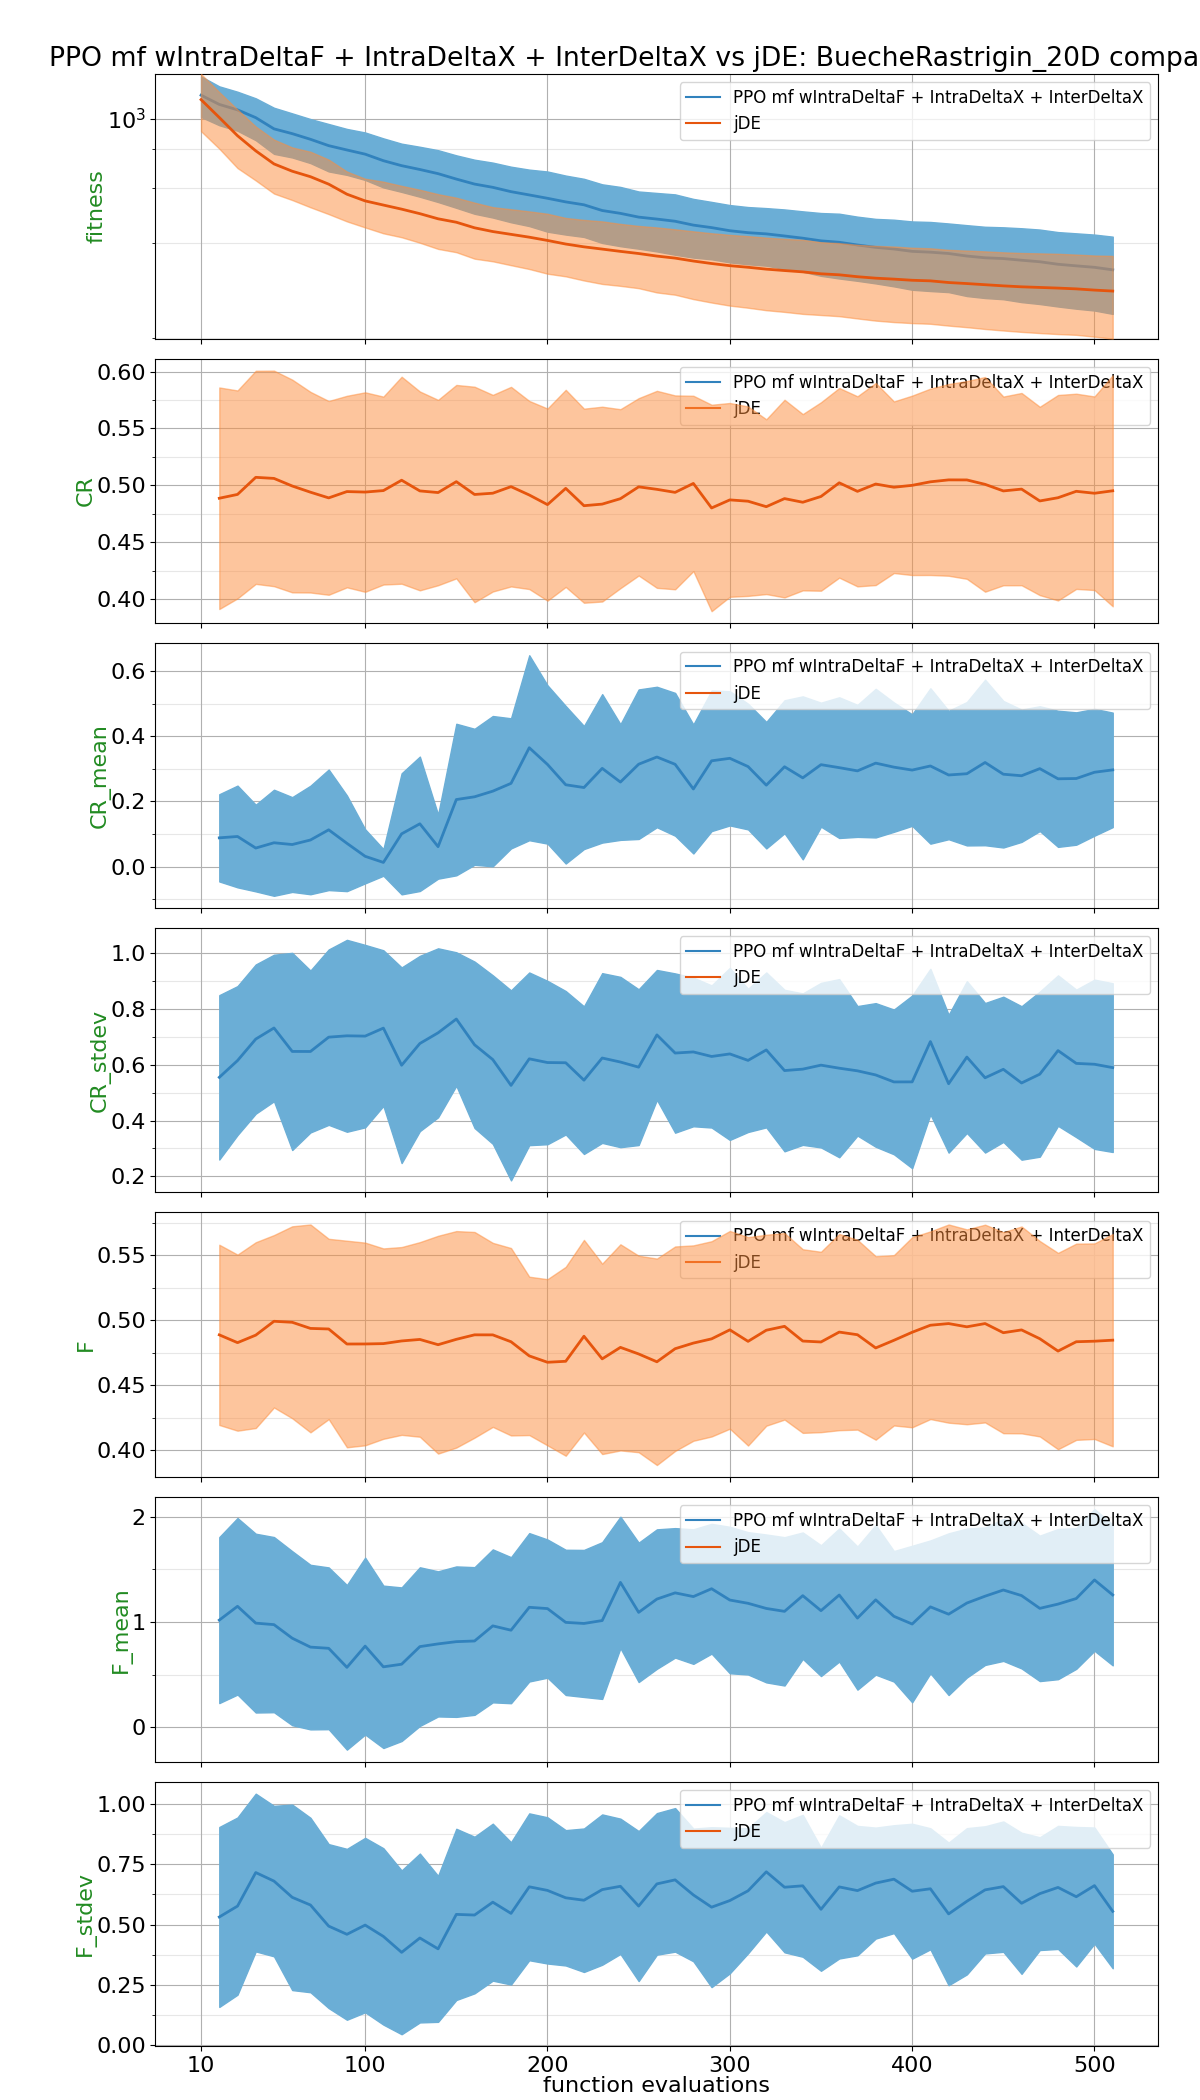 PPO mf wIntraDeltaF + IntraDeltaX + InterDeltaX vs jDE: BuecheRastrigin_20D compa
PPO mf wIntraDeltaF + IntraDeltaX + InterDeltaX
jDE
10³
fitness
PPO mf wIntraDeltaF + IntraDeltaX + InterDeltaX
jDE
0.60
0.55
0.50
0.45
0.40
CR
PPO mf wIntraDeltaF + IntraDeltaX + InterDeltaX
jDE
0.6
0.4
0.2
0.0
CR_mean
PPO mf wIntraDeltaF + IntraDeltaX + InterDeltaX
jDE
1.0
0.8
0.6
0.4
0.2
CR_stdev
PPO mf wIntraDeltaF + IntraDeltaX + InterDeltaX
jDE
0.55
0.50
0.45
0.40
F
PPO mf wIntraDeltaF + IntraDeltaX + InterDeltaX
jDE
2
1
0
F_mean
PPO mf wIntraDeltaF + IntraDeltaX + InterDeltaX
jDE
1.00
0.75
0.50
0.25
0.00
F_stdev
10 100 200 300 400 500
function evaluations